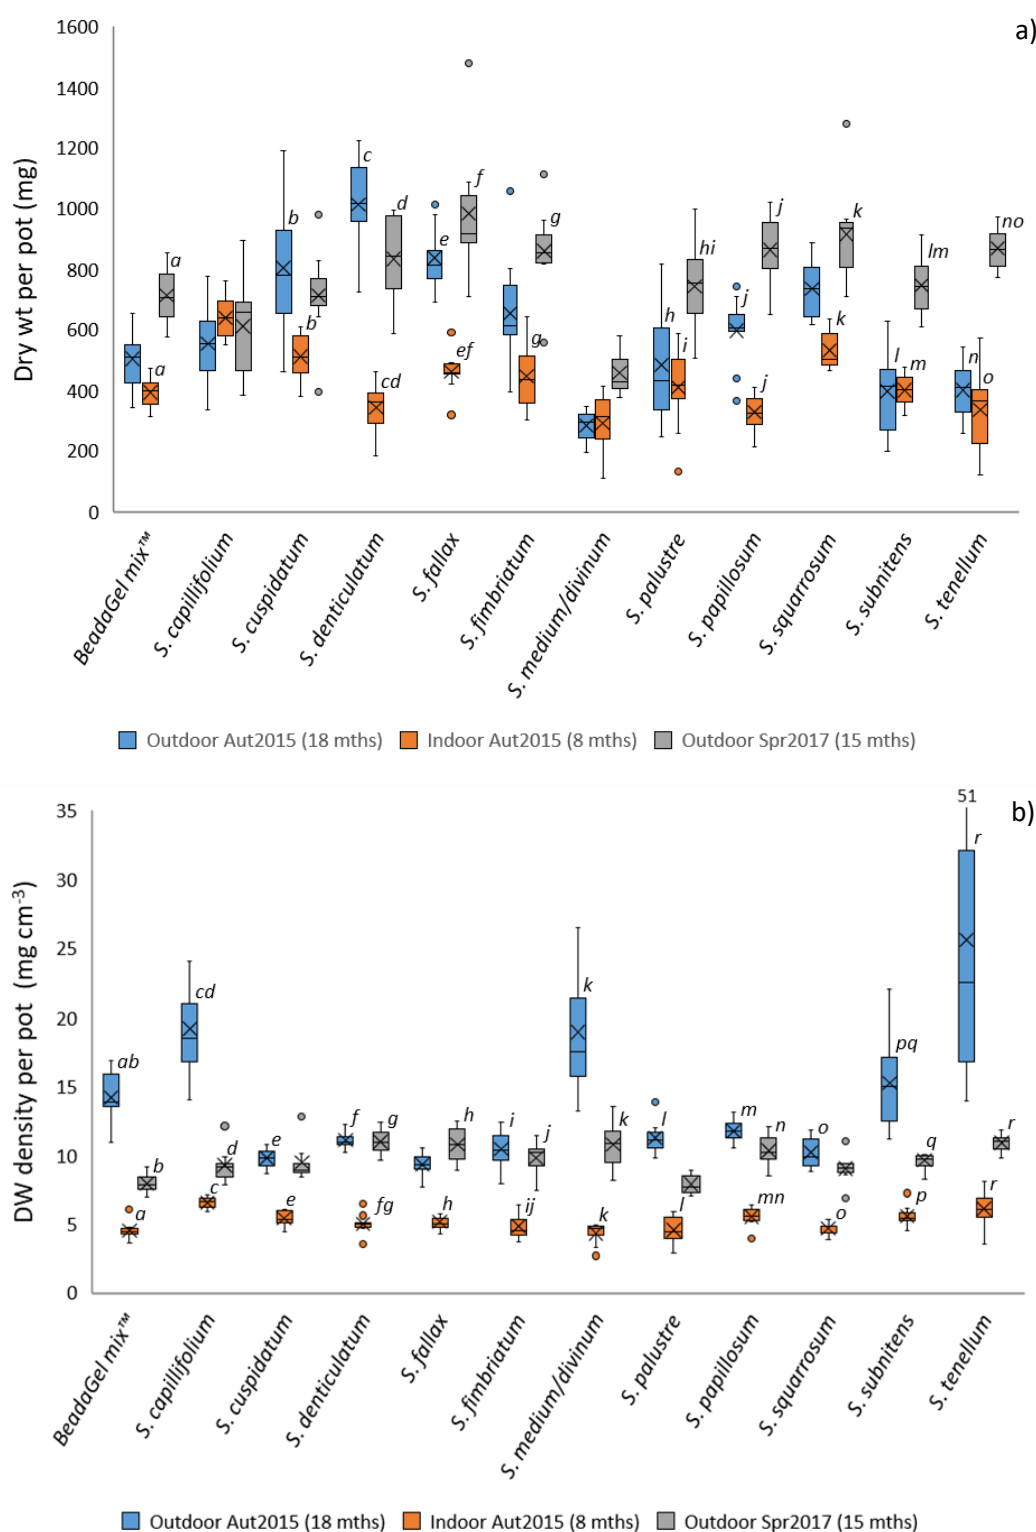 a)
1600
1400
1200
1000
800
600
400
200
0
Dry wt per pot (mg)
a a b b c cd d e ef f g g h i hi j j j k k l m lm n o no
BeadaGel mix™
S. capillifolium
S. cuspidatum
S. denticulatum
S. fallax
S. fimbriatum
S. medium/divinum
S. palustre
S. papillosum
S. squarrosum
S. subnitens
S. tenellum
Outdoor Aut2015 (18 mths) Indoor Aut2015 (8 mths) Outdoor Spr2017 (15 mths)
b)
51
35
30
25
20
15
10
5
0
DW density per pot (mg cm-3)
ab a b cd c d e e f fg g h h i ij j k k k l l m mn n o o pq p q r r r
BeadaGel mix™
S. capillifolium
S. cuspidatum
S. denticulatum
S. fallax
S. fimbriatum
S. medium/divinum
S. palustre
S. papillosum
S. squarrosum
S. subnitens
S. tenellum
Outdoor Aut2015 (18 mths) Indoor Aut2015 (8 mths) Outdoor Spr2017 (15 mths)